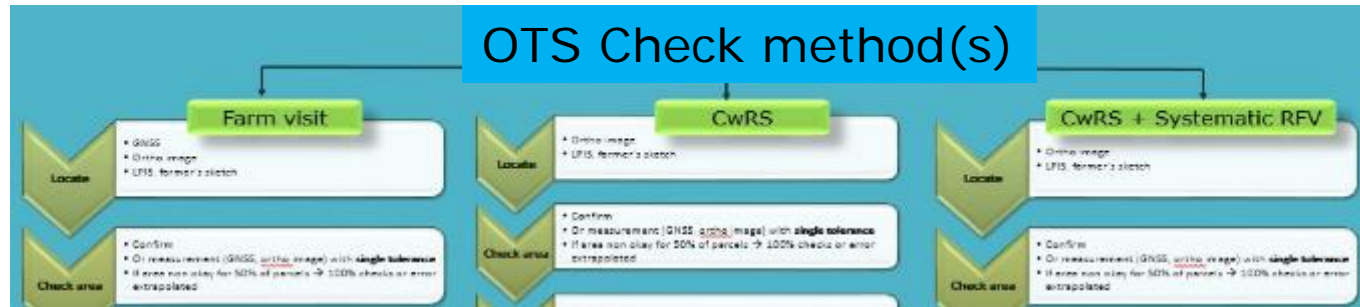 OTS Check method(s)
Farm visit
Locate
• GNSS
• Ortho image
• LPIS, farmer's sketch
Check area
• Confirm
• Or measurement (GNSS, ortho image) with single tolerance
• If area non okay for 50% of parcels → 100% checks or error
extrapolated
CwRS
Locate
• Ortho image
• LPIS, farmer's sketch
Check area
• Confirm
• Or measurement (GNSS, ortho image) with single tolerance
• If area non okay for 50% of parcels → 100% checks or error
extrapolated
CwRS + Systematic RFV
Locate
• Ortho image
• LPIS, farmer's sketch
Check area
• Confirm
• Or measurement (GNSS, ortho image) with single tolerance
• If area non okay for 50% of parcels → 100% checks or error
extrapolated